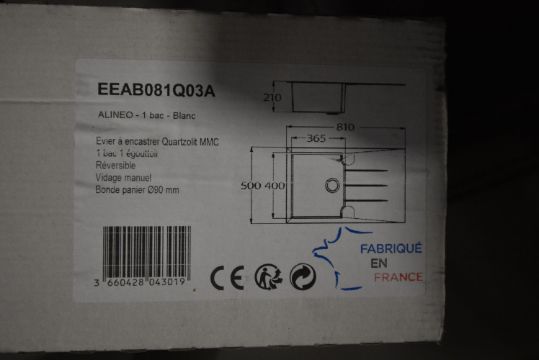 EEAB081Q03A
ALINEO - 1 bac - Blanc
Evier à encastrer Quartzolit MMC
1 bac 1 égouttoir
Réversible
Vidage manuel
Bonde panier Ø90 mm
210
810
365
500 400
3 660428 043019
CE
FABRIQUÉ
EN
FRANCE